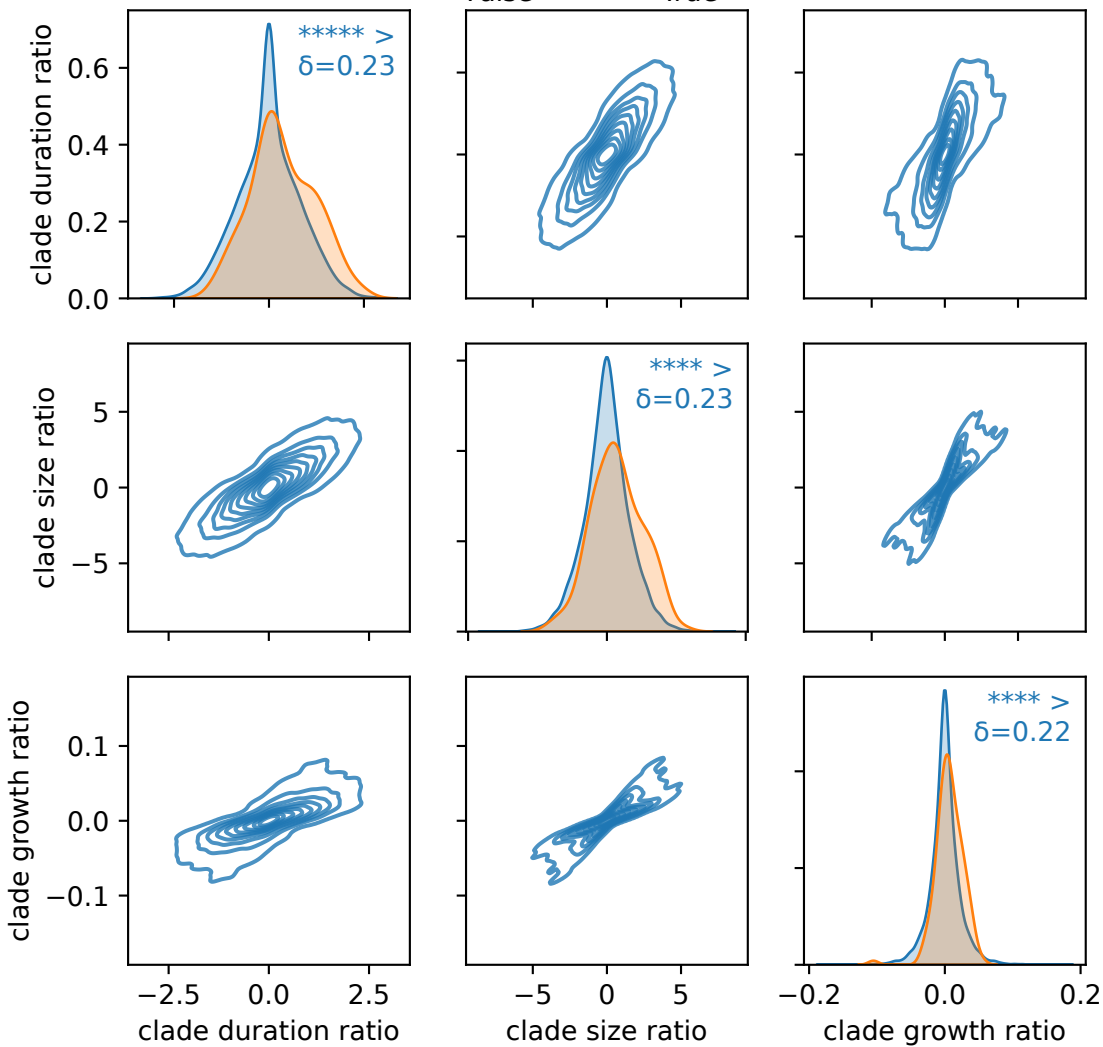 clade duration ratio
0.6
0.4
0.2
0.0
***** >
δ=0.23
clade size ratio
5
0
−5
**** >
δ=0.23
clade growth ratio
0.1
0.0
−0.1
**** >
δ=0.22
−2.5 0.0 2.5
−5 0 5
−0.2 0.0 0.2
clade duration ratio
clade size ratio
clade growth ratio